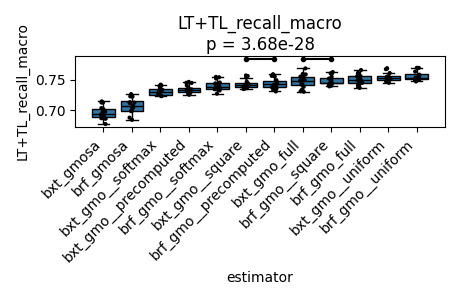 LT+TL_recall_macro
p = 3.68e-28
LT+TL_recall_macro
0.75
0.70
bxt_gmosa
brf_gmosa
bxt_gmo__softmax
bxt_gmo__precomputed
brf_gmo__softmax
bxt_gmo__square
brf_gmo__precomputed
bxt_gmo_full
brf_gmo__square
brf_gmo_full
bxt_gmo__uniform
brf_gmo__uniform
estimator